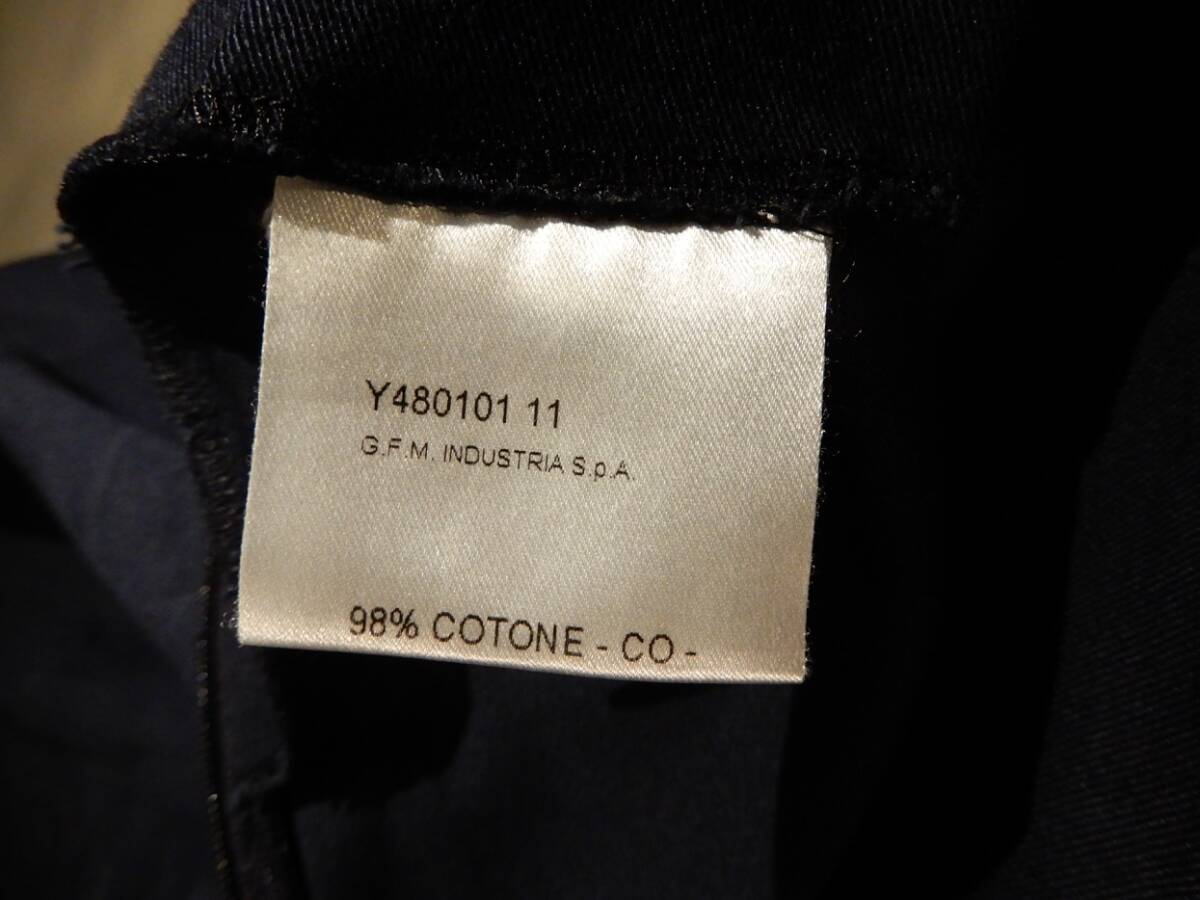 Y480101 11
G.F.M. INDUSTRIA S.p.A.
98% COTONE - CO -